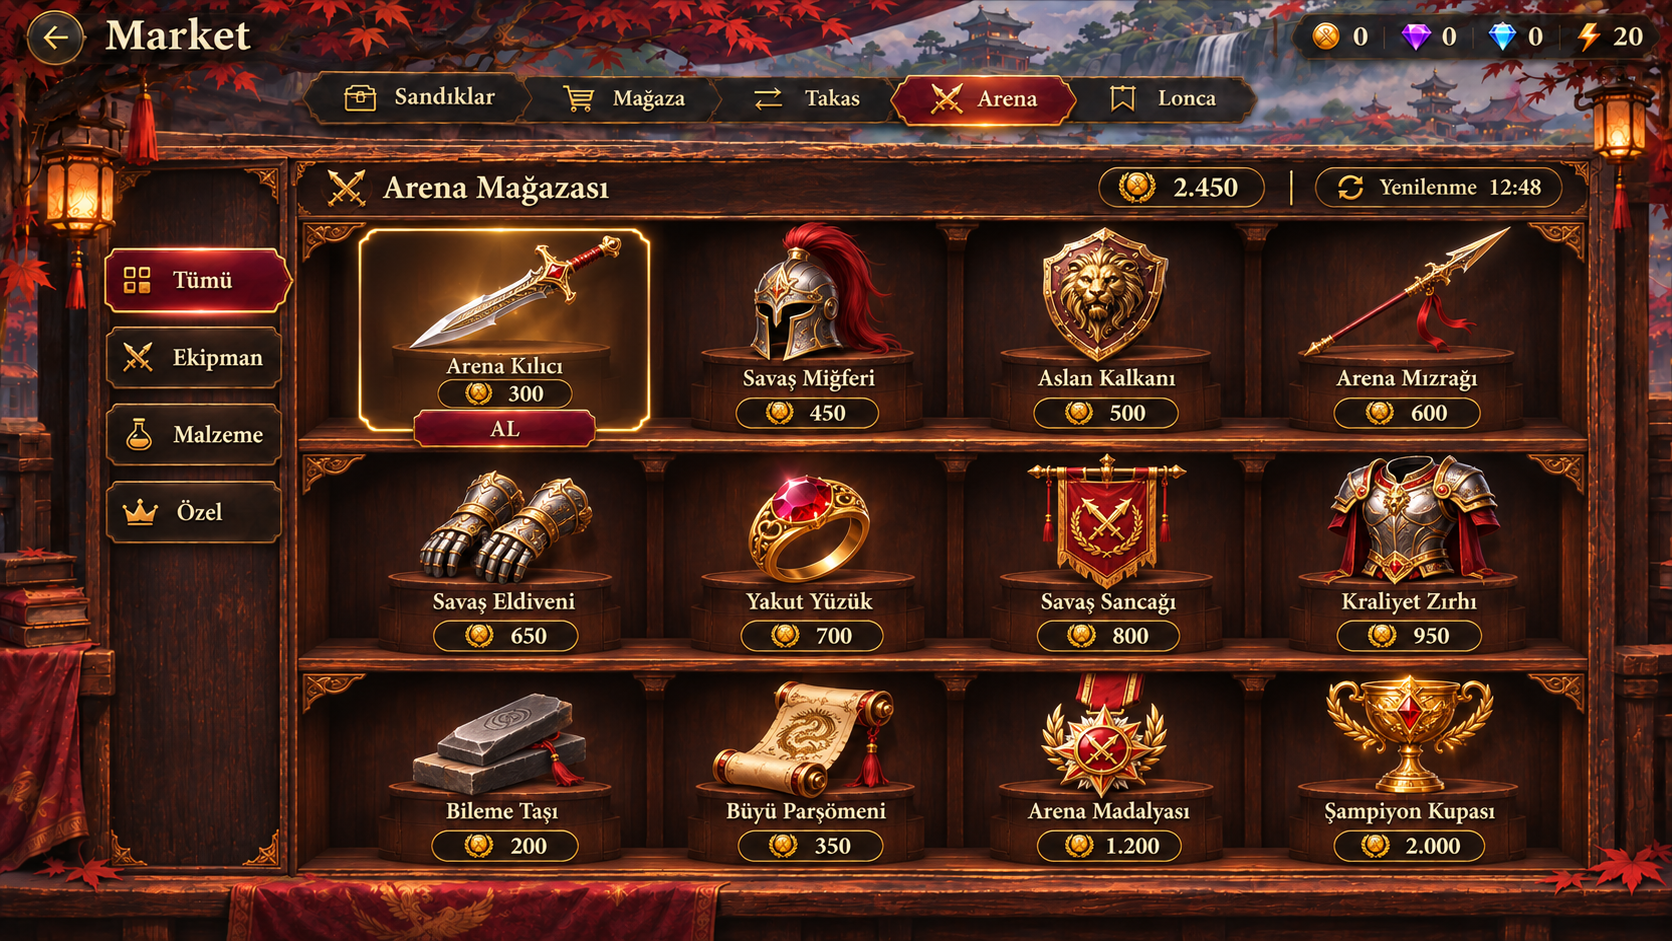 Market
0 0 0 20
Sandıklar Mağaza Takas Arena Lonca
Arena Mağazası
2.450
Yenilenme 12:48
Tümü
Ekipman
Malzeme
Özel
Arena Kılıcı
300
AL
Savaş Miğferi
450
Aslan Kalkanı
500
Arena Mızrağı
600
Savaş Eldiveni
650
Yakut Yüzük
700
Savaş Sancağı
800
Kraliyet Zırhı
950
Bileme Taşı
200
Büyü Parşömeni
350
Arena Madalyası
1.200
Şampiyon Kupası
2.000